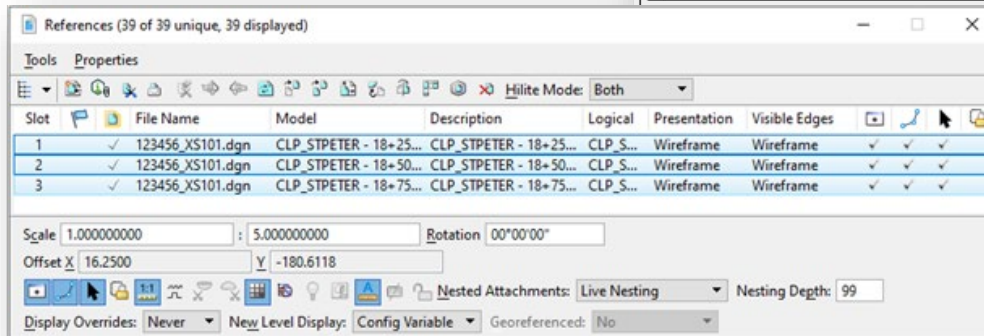 References (39 of 39 unique, 39 displayed)
Tools Properties
Hilite Mode: Both
Slot File Name Model Description Logical Presentation Visible Edges
1 123456_XS101.dgn CLP_STPETER - 18+25... CLP_STPETER - 18+25... CLP_S... Wireframe Wireframe
2 123456_XS101.dgn CLP_STPETER - 18+50... CLP_STPETER - 18+50... CLP_S... Wireframe Wireframe
3 123456_XS101.dgn CLP_STPETER - 18+75... CLP_STPETER - 18+75... CLP_S... Wireframe Wireframe
Scale 1.000000000 : 5.000000000 Rotation 00°00'00"
Offset X 16.2500 Y -180.6118
1:1 A Nested Attachments: Live Nesting Nesting Depth: 99
Display Overrides: Never New Level Display: Config Variable Georeferenced: No